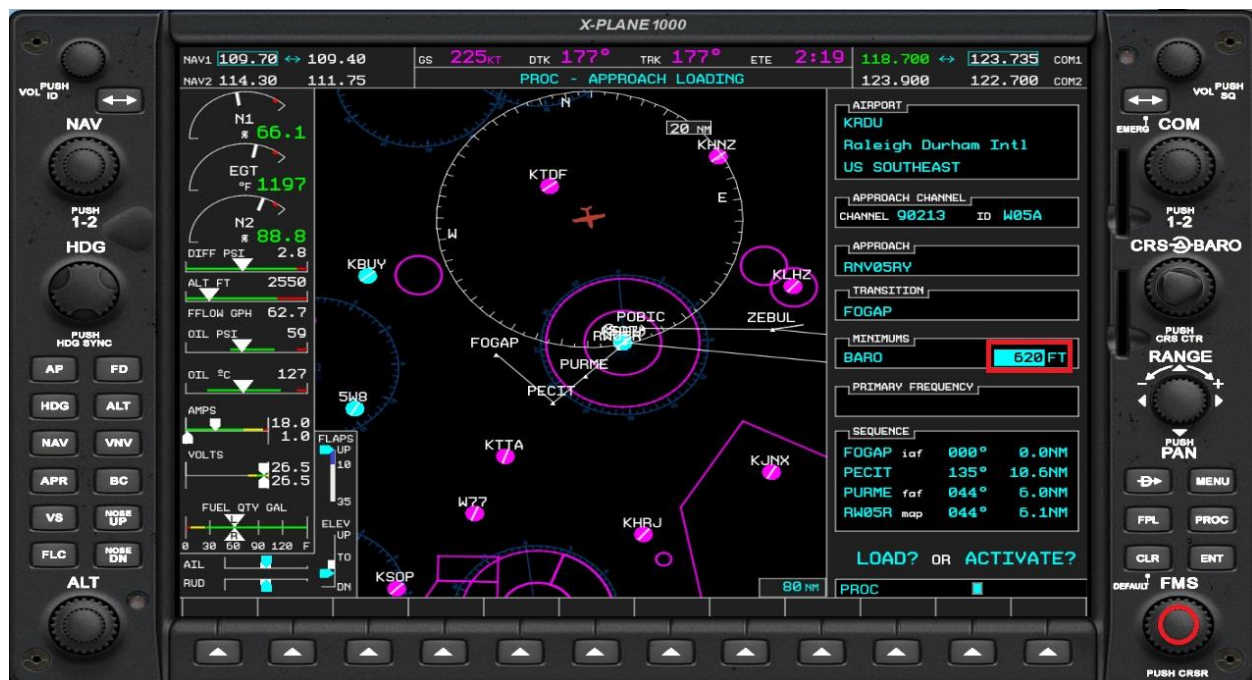 X-PLANE 1000
NAV1 109.70 ↔ 109.40
NAV2 114.30 111.75
GS 225KT DTK 177° TRK 177° ETE 2:19
PROC - APPROACH LOADING
118.700 ↔ 123.735 COM1
123.900 122.700 COM2
VOL PUSH ID
NAV
PUSH
1-2
HDG
PUSH
HDG SYNC
AP FD
HDG ALT
NAV VNV
APR BC
VS NOSE UP
FLC NOSE DN
ALT
N1
% 66.1
EGT
°F 1197
N2
% 88.8
DIFF PSI 2.8
ALT FT 2550
FFLOW GPH 62.7
OIL PSI 59
OIL ºC 127
AMPS
18.0
1.0
VOLTS
26.5
26.5
FUEL QTY GAL
L
R
0 30 60 90 120 F
AIL
RUD
FLAPS
UP
10
35
ELEV
UP
TO
DN
N
E
W
20 NM
KHNZ
KTDF
KBUY
KLHZ
POBIC
ZEBUL
FOGAP
PURME
PECIT
5W8
KTTA
KJNX
W77
KHRJ
KSOP
80 NM
AIRPORT
KRDU
Raleigh Durham Intl
US SOUTHEAST
APPROACH CHANNEL
CHANNEL 90213 ID W05A
APPROACH
RNV05RY
TRANSITION
FOGAP
MINIMUMS
BARO 620 FT
PRIMARY FREQUENCY
SEQUENCE
FOGAP iaf 000° 0.0NM
PECIT 135° 10.6NM
PURME faf 044° 6.0NM
RW05R map 044° 6.1NM
LOAD? OR ACTIVATE?
PROC
VOL PUSH SQ
EMERG COM
PUSH
1-2
CRS BARO
PUSH
CRS CTR
RANGE
- +
PUSH
PAN
D MENU
FPL PROC
CLR ENT
DEFAULT FMS
PUSH CRSR